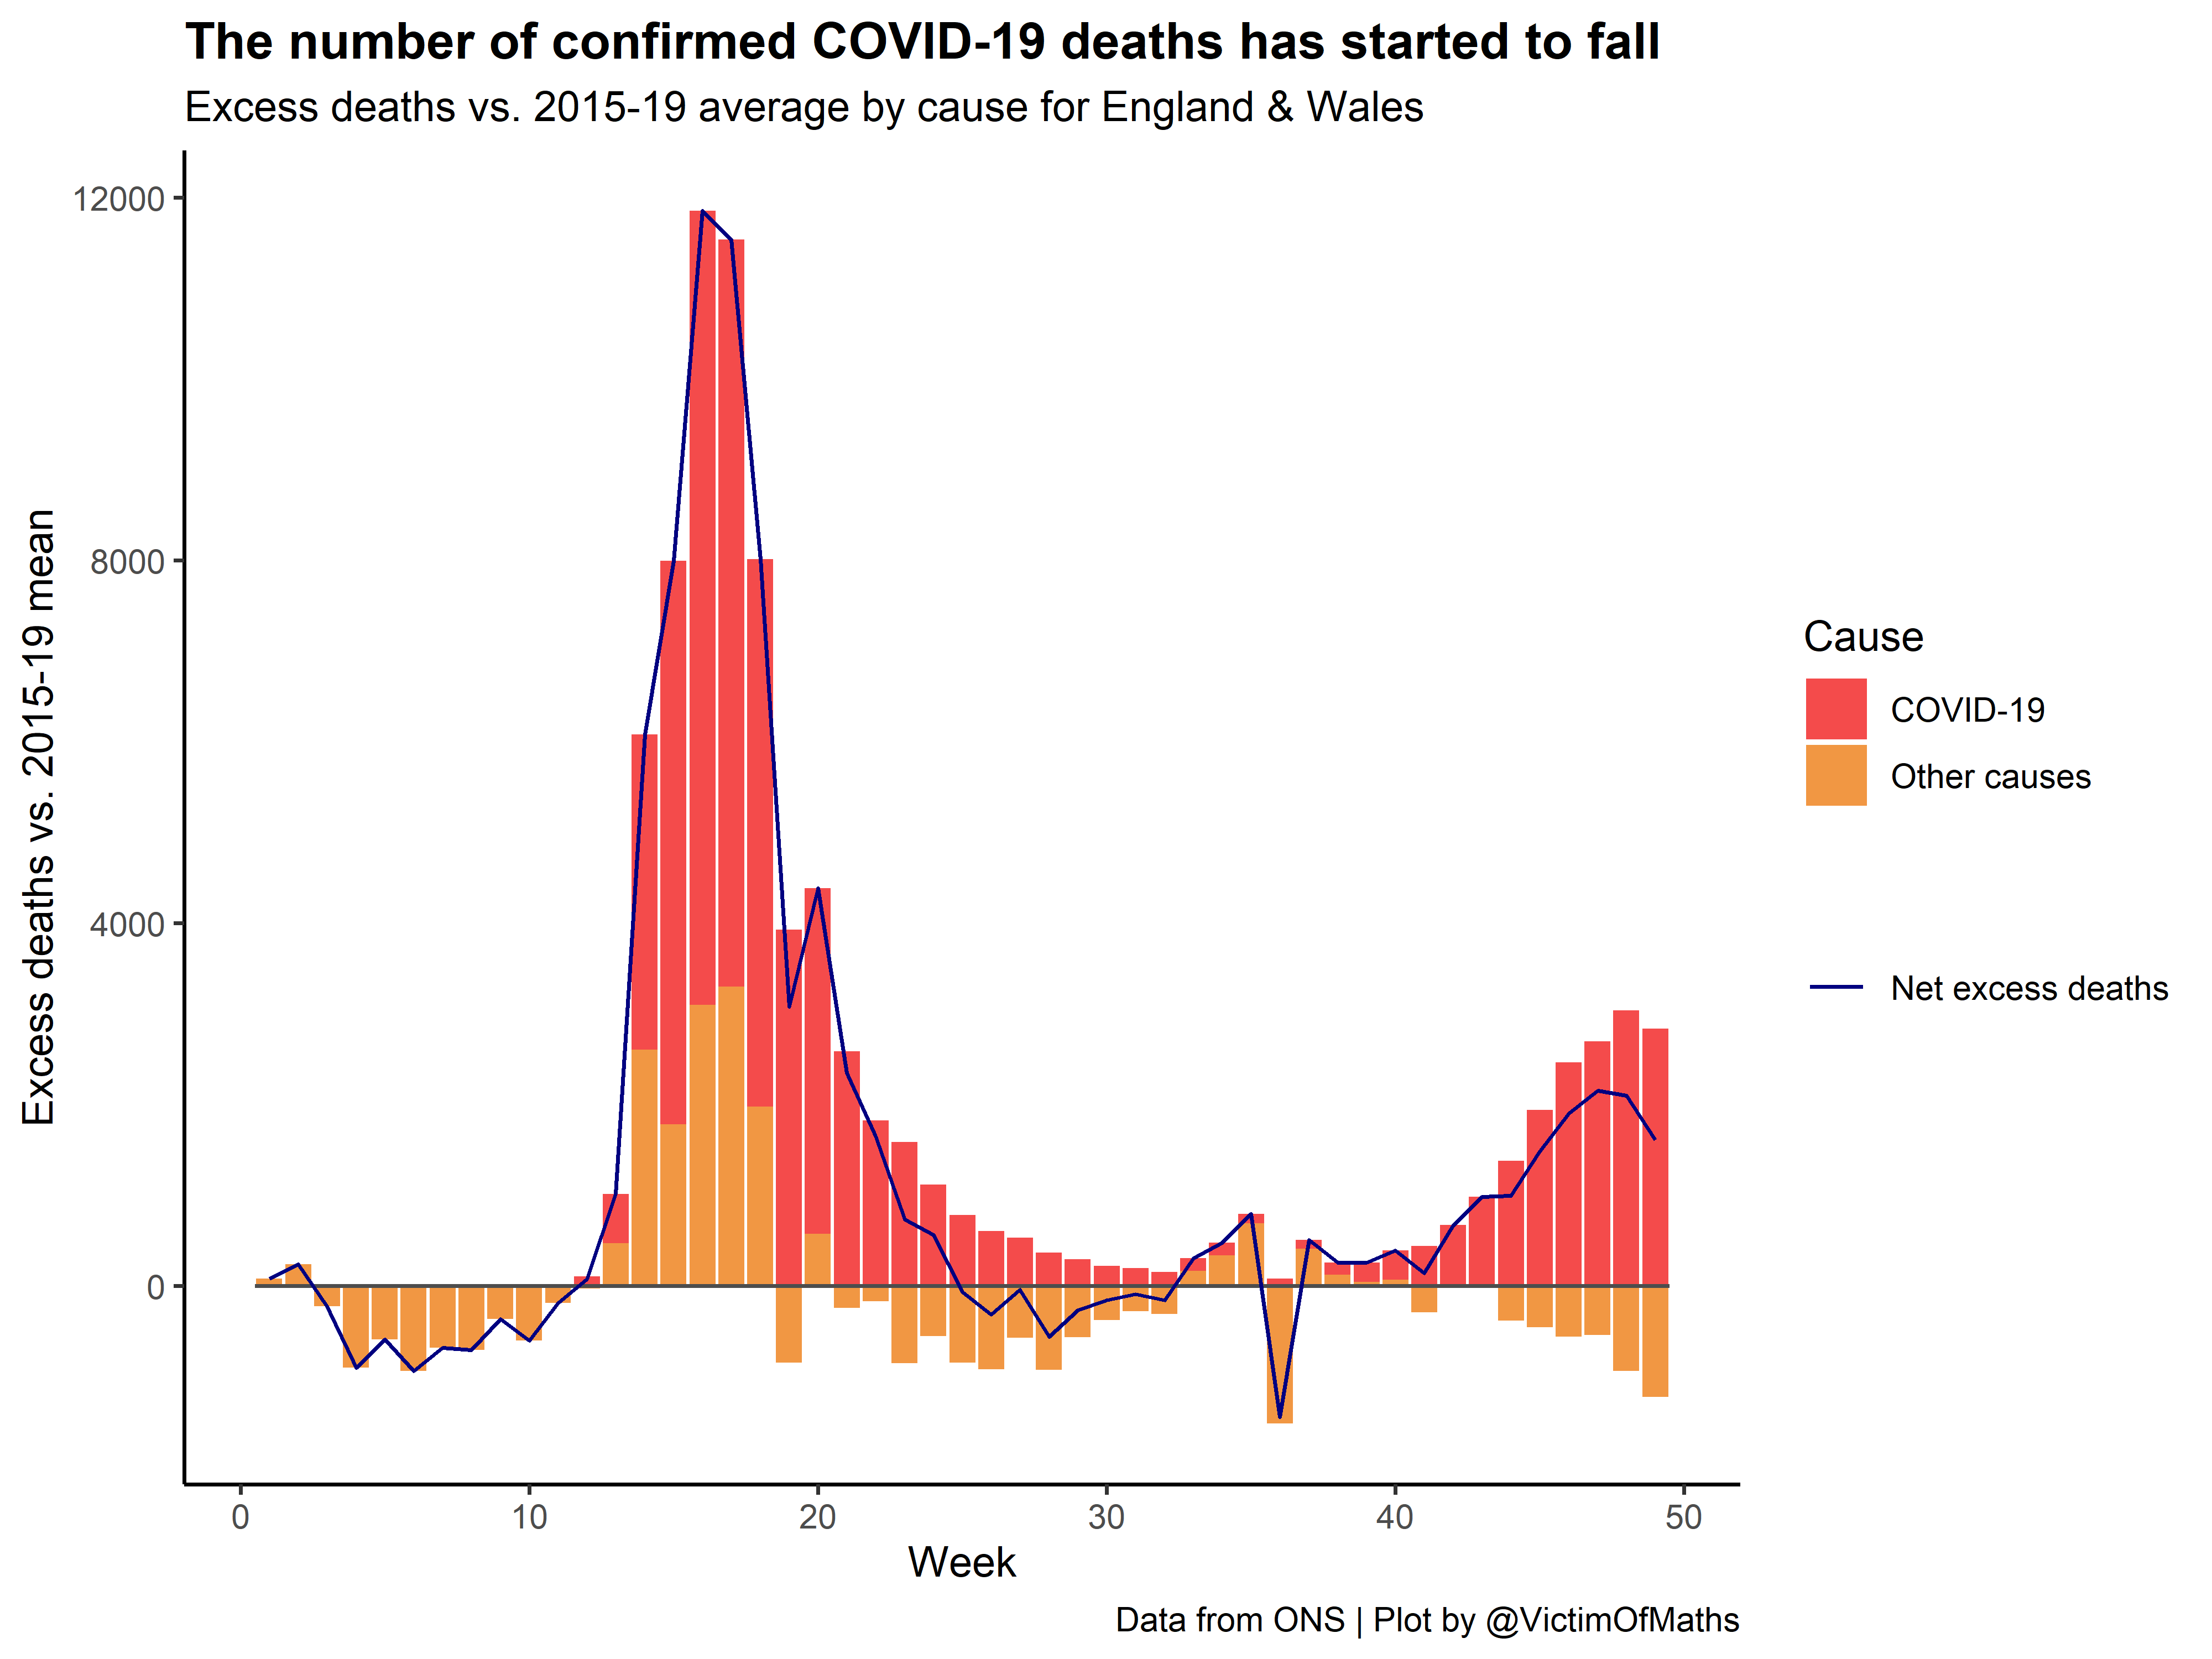 The number of confirmed COVID-19 deaths has started to fall
Excess deaths vs. 2015-19 average by cause for England & Wales
Excess deaths vs. 2015-19 mean
12000
8000
4000
0
0
10
20
30
40
50
Week
Cause
COVID-19
Other causes
Net excess deaths
Data from ONS | Plot by @VictimOfMaths